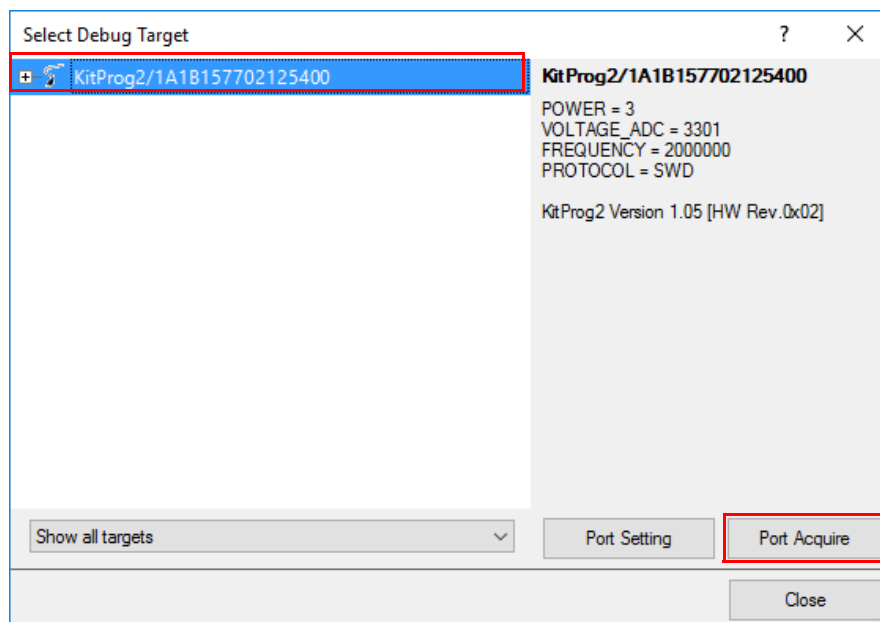 Select Debug Target
?
KitProg2/1A1B157702125400
KitProg2/1A1B157702125400
POWER = 3
VOLTAGE_ADC = 3301
FREQUENCY = 2000000
PROTOCOL = SWD
KitProg2 Version 1.05 [HW Rev.0x02]
Show all targets
Port Setting
Port Acquire
Close